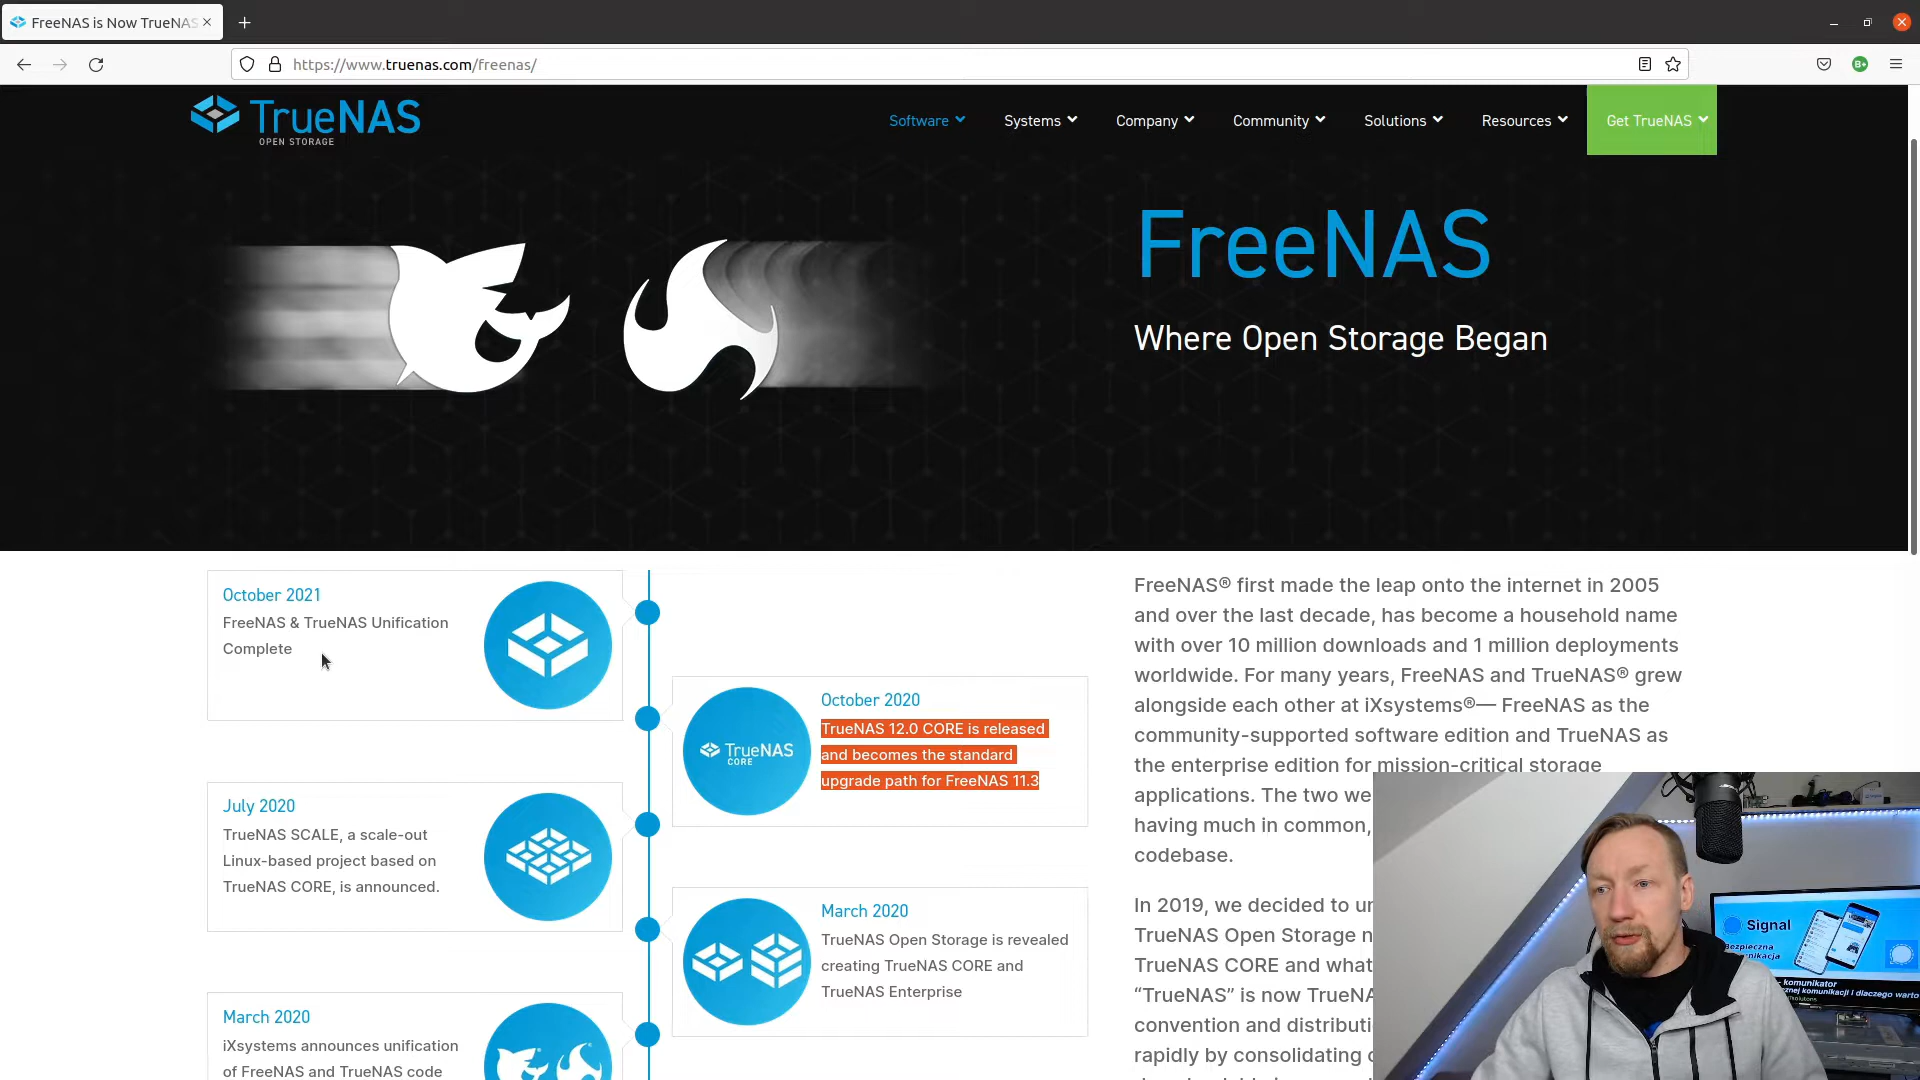 FreeNAS is Now TrueNAS
https://www.truenas.com/freenas/
TrueNAS
OPEN STORAGE
Software
Systems
Company
Community
Solutions
Resources
Get TrueNAS
FreeNAS
Where Open Storage Began
October 2021
FreeNAS & TrueNAS Unification
Complete
October 2020
TrueNAS 12.0 CORE is released
and becomes the standard
upgrade path for FreeNAS 11.3
TrueNAS
CORE
July 2020
TrueNAS SCALE, a scale-out
Linux-based project based on
TrueNAS CORE, is announced.
March 2020
TrueNAS Open Storage is revealed
creating TrueNAS CORE and
TrueNAS Enterprise
March 2020
iXsystems announces unification
of FreeNAS and TrueNAS code
FreeNAS® first made the leap onto the internet in 2005
and over the last decade, has become a household name
with over 10 million downloads and 1 million deployments
worldwide. For many years, FreeNAS and TrueNAS® grew
alongside each other at iXsystems®— FreeNAS as the
community-supported software edition and TrueNAS as
the enterprise edition for mission-critical storage
applications. The two we
having much in common,
codebase.
In 2019, we decided to
TrueNAS Open Storage
TrueNAS CORE and what
“TrueNAS” is now
convention and
rapidly by consolidating
Signal
Bezpieczna
komunikator
komunikacji i dlaczego warto